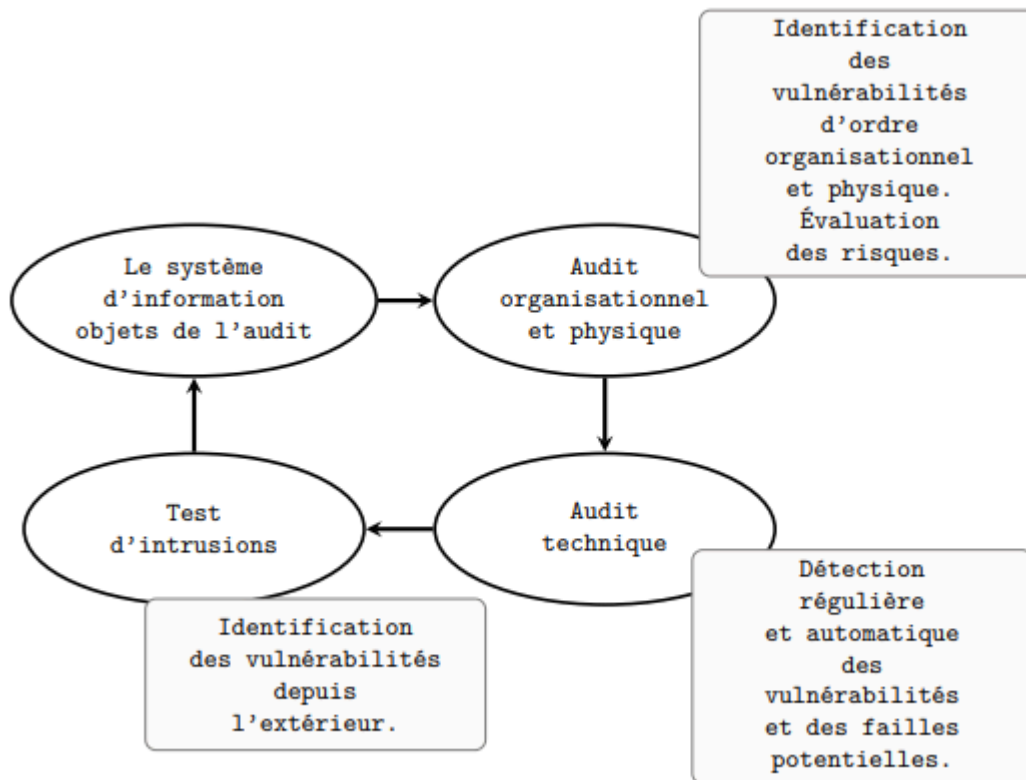 Identification
des
vulnérabilités
d'ordre
organisationnel
et physique.
Évaluation
des risques.
Le système
d'information
objets de l'audit
Audit
organisationnel
et physique
Test
d'intrusions
Audit
technique
Identification
des vulnérabilités
depuis
l'extérieur.
Détection
régulière
et automatique
des
vulnérabilités
et des failles
potentielles.